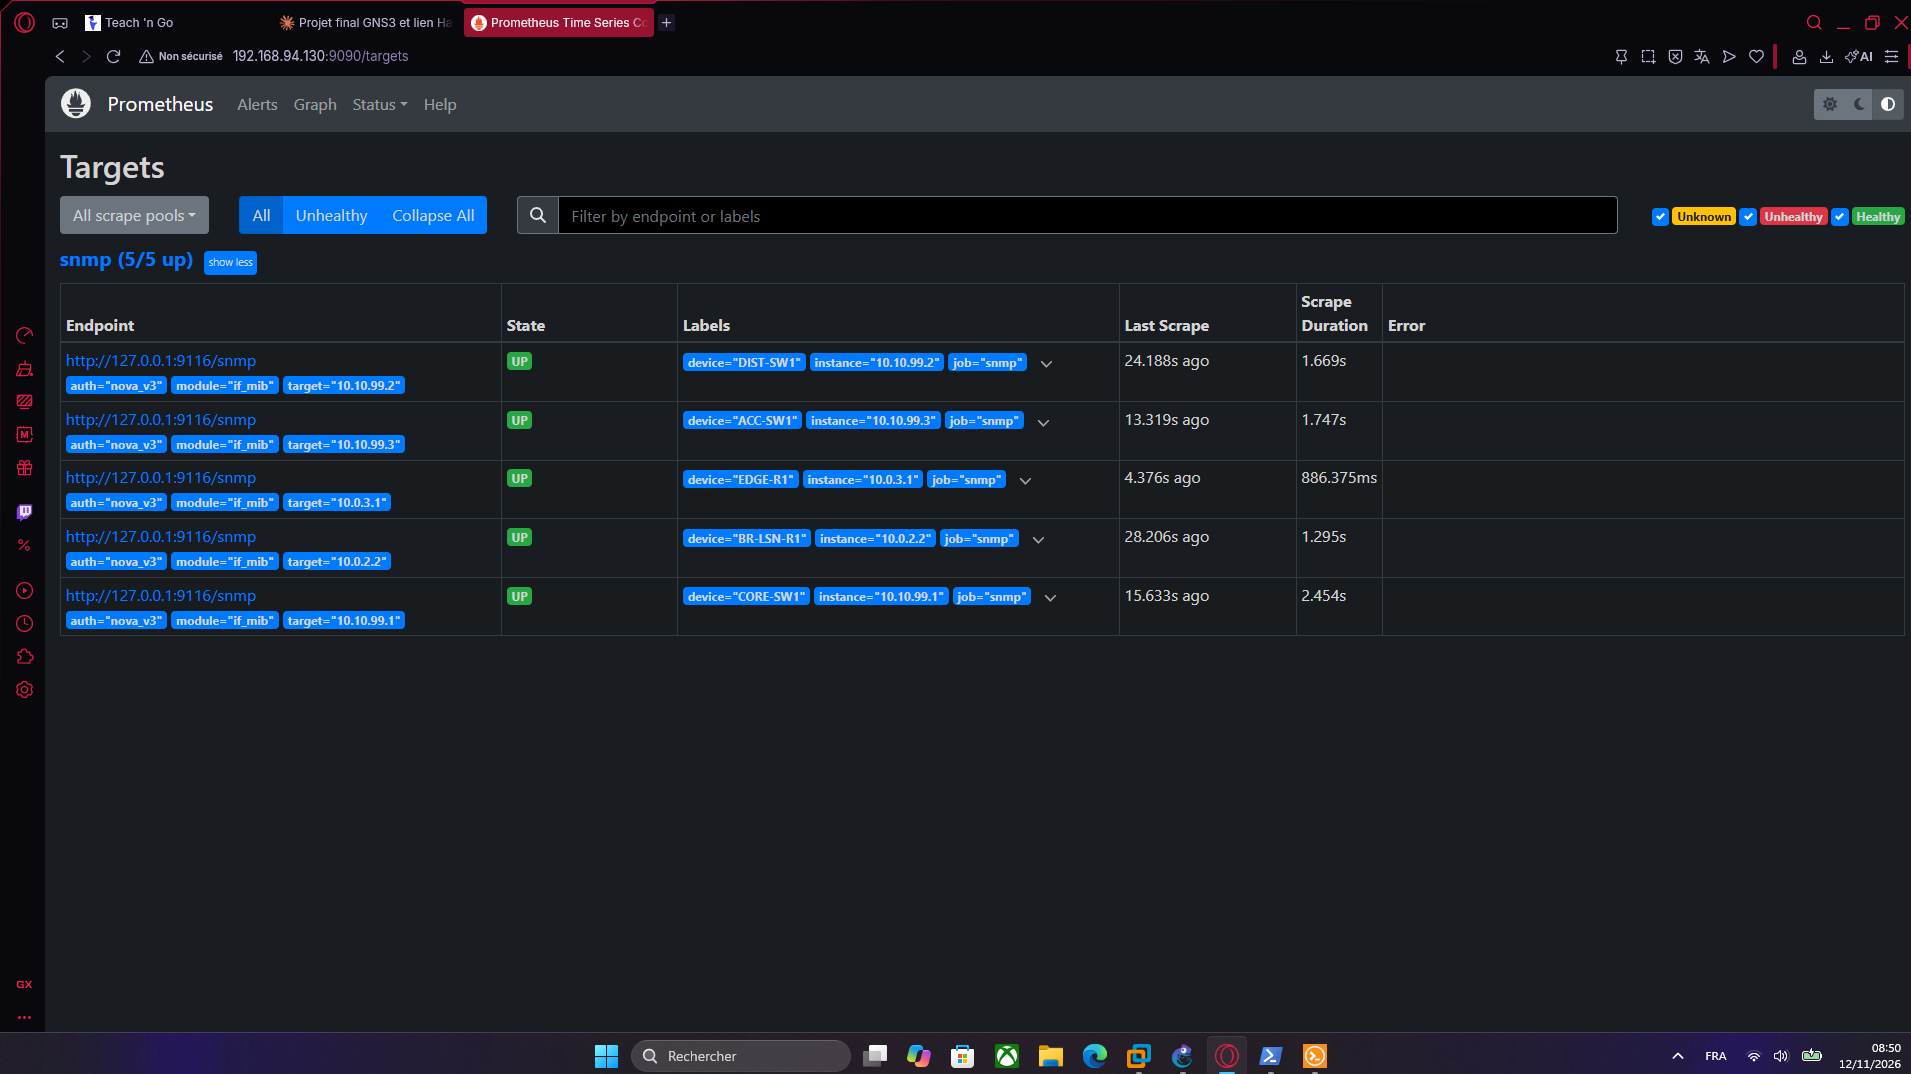 Teach 'n Go
Projet final GNS3 et lien Ha
Prometheus Time Series Co
Non sécurisé
192.168.94.130:9090/targets
AI
Prometheus
Alerts
Graph
Status
Help
Targets
All scrape pools
All
Unhealthy
Collapse All
Filter by endpoint or labels
Unknown
Unhealthy
Healthy
snmp (5/5 up)
show less
Endpoint
State
Labels
Last Scrape
Scrape Duration
Error
http://127.0.0.1:9116/snmp
auth="nova_v3" module="if_mib" target="10.10.99.2"
UP
device="DIST-SW1" instance="10.10.99.2" job="snmp"
24.188s ago
1.669s
http://127.0.0.1:9116/snmp
auth="nova_v3" module="if_mib" target="10.10.99.3"
UP
device="ACC-SW1" instance="10.10.99.3" job="snmp"
13.319s ago
1.747s
http://127.0.0.1:9116/snmp
auth="nova_v3" module="if_mib" target="10.0.3.1"
UP
device="EDGE-R1" instance="10.0.3.1" job="snmp"
4.376s ago
886.375ms
http://127.0.0.1:9116/snmp
auth="nova_v3" module="if_mib" target="10.0.2.2"
UP
device="BR-LSN-R1" instance="10.0.2.2" job="snmp"
28.206s ago
1.295s
http://127.0.0.1:9116/snmp
auth="nova_v3" module="if_mib" target="10.10.99.1"
UP
device="CORE-SW1" instance="10.10.99.1" job="snmp"
15.633s ago
2.454s
M
GX
Rechercher
FRA
08:50
12/11/2026